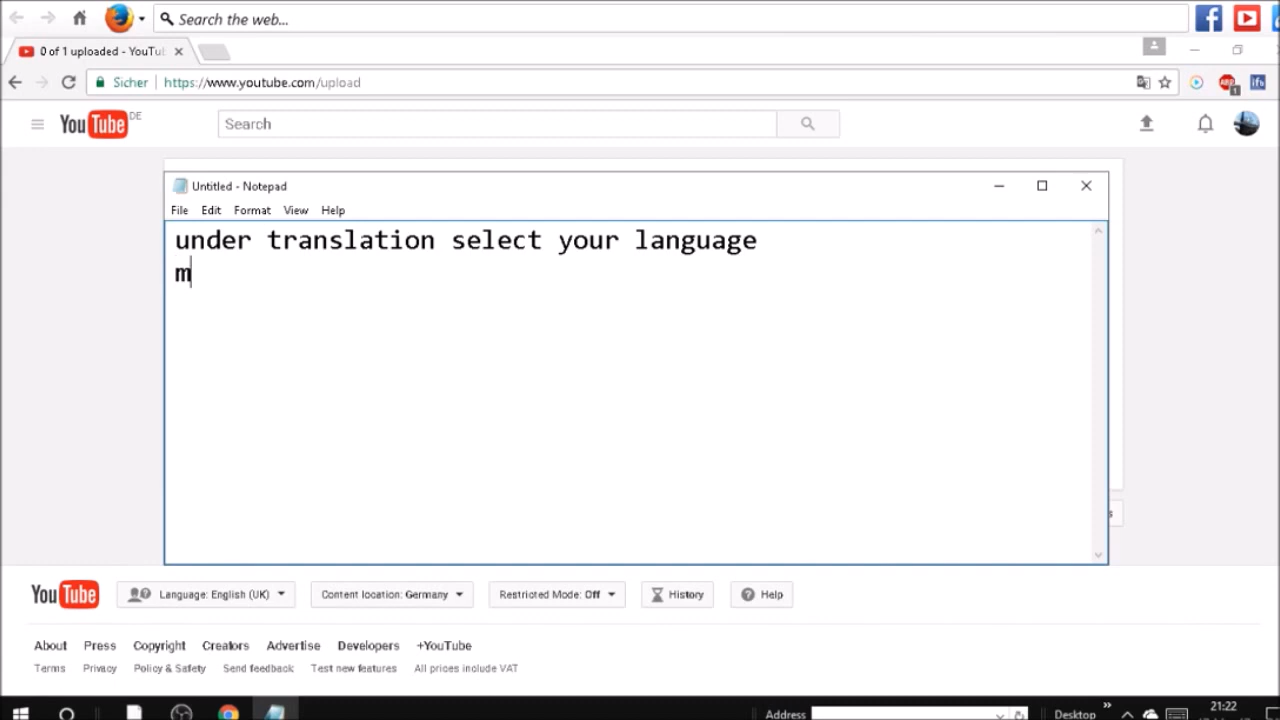 Search the web...
0 of 1 uploaded - YouTu
Sicher https://www.youtube.com/upload
ABP 1
YouTube DE
Search
Untitled - Notepad
File Edit Format View Help
under translation select your language
m
s
YouTube Language: English (UK) Content location: Germany Restricted Mode: Off History Help
About Press Copyright Creators Advertise Developers +YouTube
Terms Privacy Policy & Safety Send feedback Test new features All prices include VAT
Address Desktop 21:22